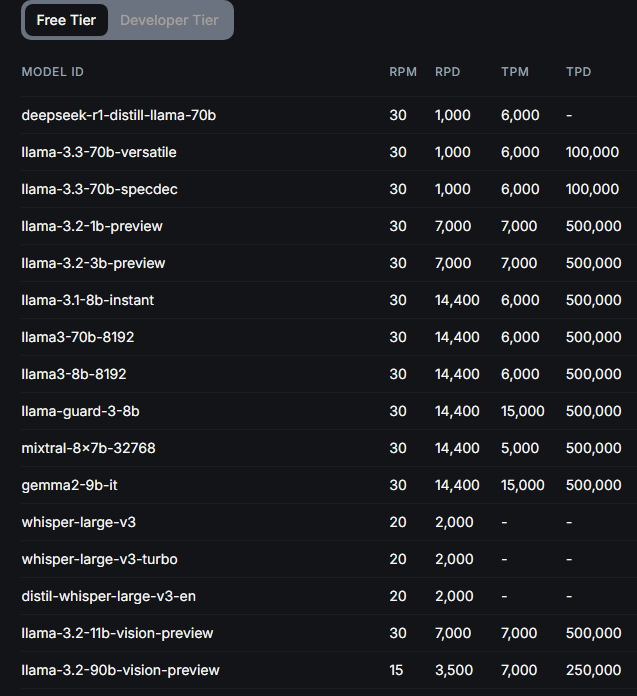 Free Tier Developer Tier
MODEL ID RPM RPD TPM TPD
deepseek-r1-distill-llama-70b 30 1,000 6,000 -
llama-3.3-70b-versatile 30 1,000 6,000 100,000
llama-3.3-70b-specdec 30 1,000 6,000 100,000
llama-3.2-1b-preview 30 7,000 7,000 500,000
llama-3.2-3b-preview 30 7,000 7,000 500,000
llama-3.1-8b-instant 30 14,400 6,000 500,000
llama3-70b-8192 30 14,400 6,000 500,000
llama3-8b-8192 30 14,400 6,000 500,000
llama-guard-3-8b 30 14,400 15,000 500,000
mixtral-8x7b-32768 30 14,400 5,000 500,000
gemma2-9b-it 30 14,400 15,000 500,000
whisper-large-v3 20 2,000 - -
whisper-large-v3-turbo 20 2,000 - -
distil-whisper-large-v3-en 20 2,000 - -
llama-3.2-11b-vision-preview 30 7,000 7,000 500,000
llama-3.2-90b-vision-preview 15 3,500 7,000 250,000